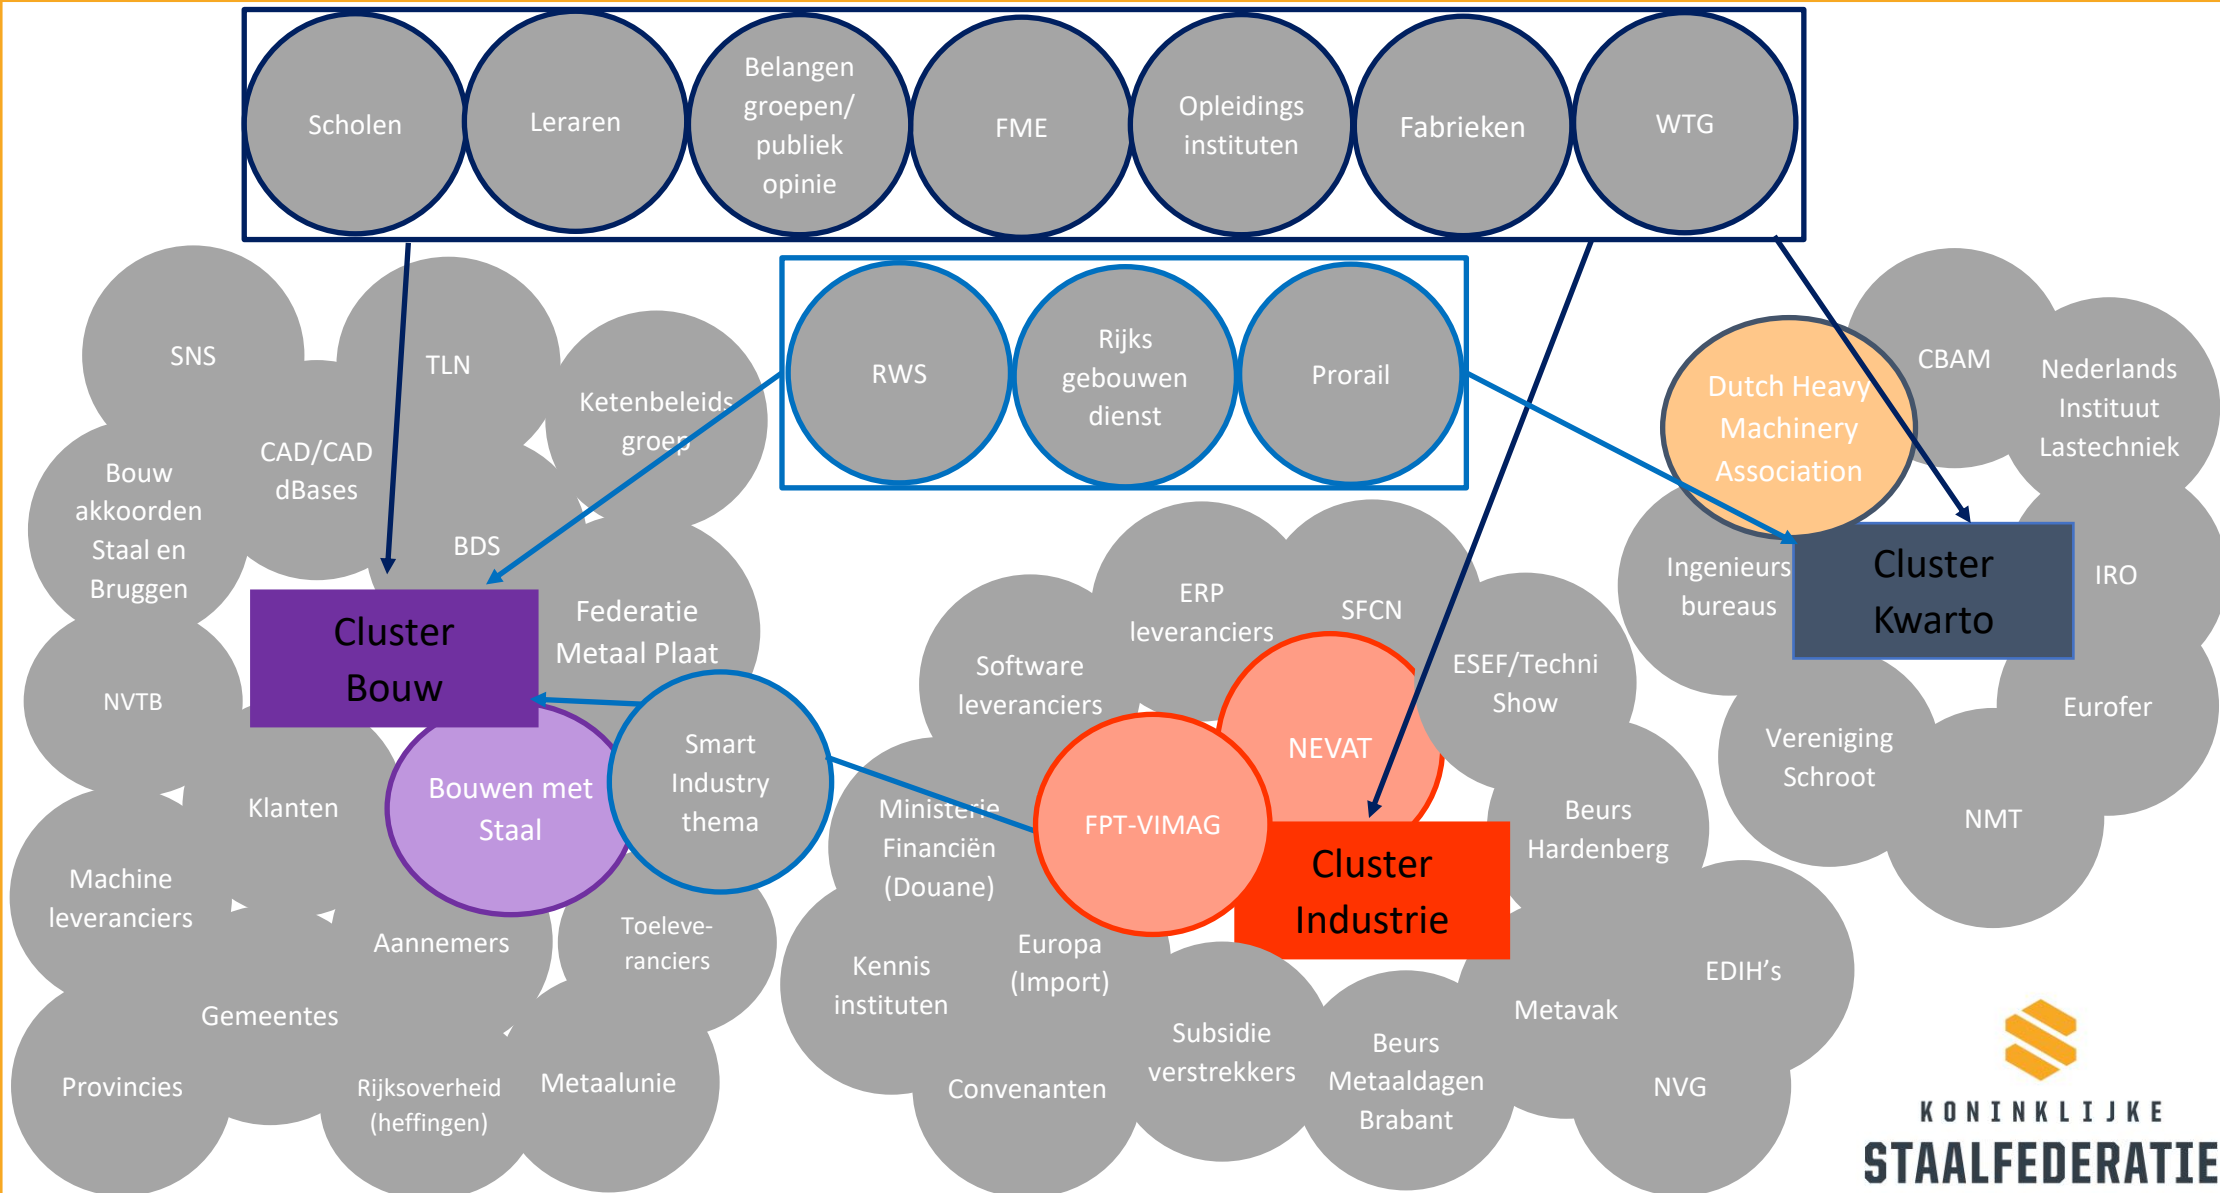 Scholen
Leraren
Belangen
groepen/
publiek
opinie
FME
Opleidings
instituten
Fabrieken
WTG
RWS
Rijks
gebouwen
dienst
Prorail
SNS
TLN
Ketenbeleids
groep
CAD/CAD
dBases
Bouw
akkoorden
Staal en
Bruggen
BDS
Federatie
Metaal Plaat
Cluster
Bouw
NVTB
Klanten
Bouwen met
Staal
Smart
Industry
thema
Machine
leveranciers
Aannemers
Toeleve-
ranciers
Gemeentes
Provincies
Rijksoverheid
(heffingen)
Metaalunie
ERP
leveranciers
SFCN
Software
leveranciers
ESEF/Techni
Show
NEVAT
FPT-VIMAG
Ministerie
Financiën
(Douane)
Beurs
Hardenberg
Cluster
Industrie
Kennis
instituten
Europa
(Import)
EDIH's
Metavak
Subsidie
verstrekkers
Beurs
Metaaldagen
Brabant
Convenanten
NVG
CBAM
Nederlands
Instituut
Lastechniek
Dutch Heavy
Machinery
Association
Ingenieurs
bureaus
Cluster
Kwarto
IRO
Eurofer
Vereniging
Schroot
NMT
KONINKLIJKE
STAALFEDERATIE